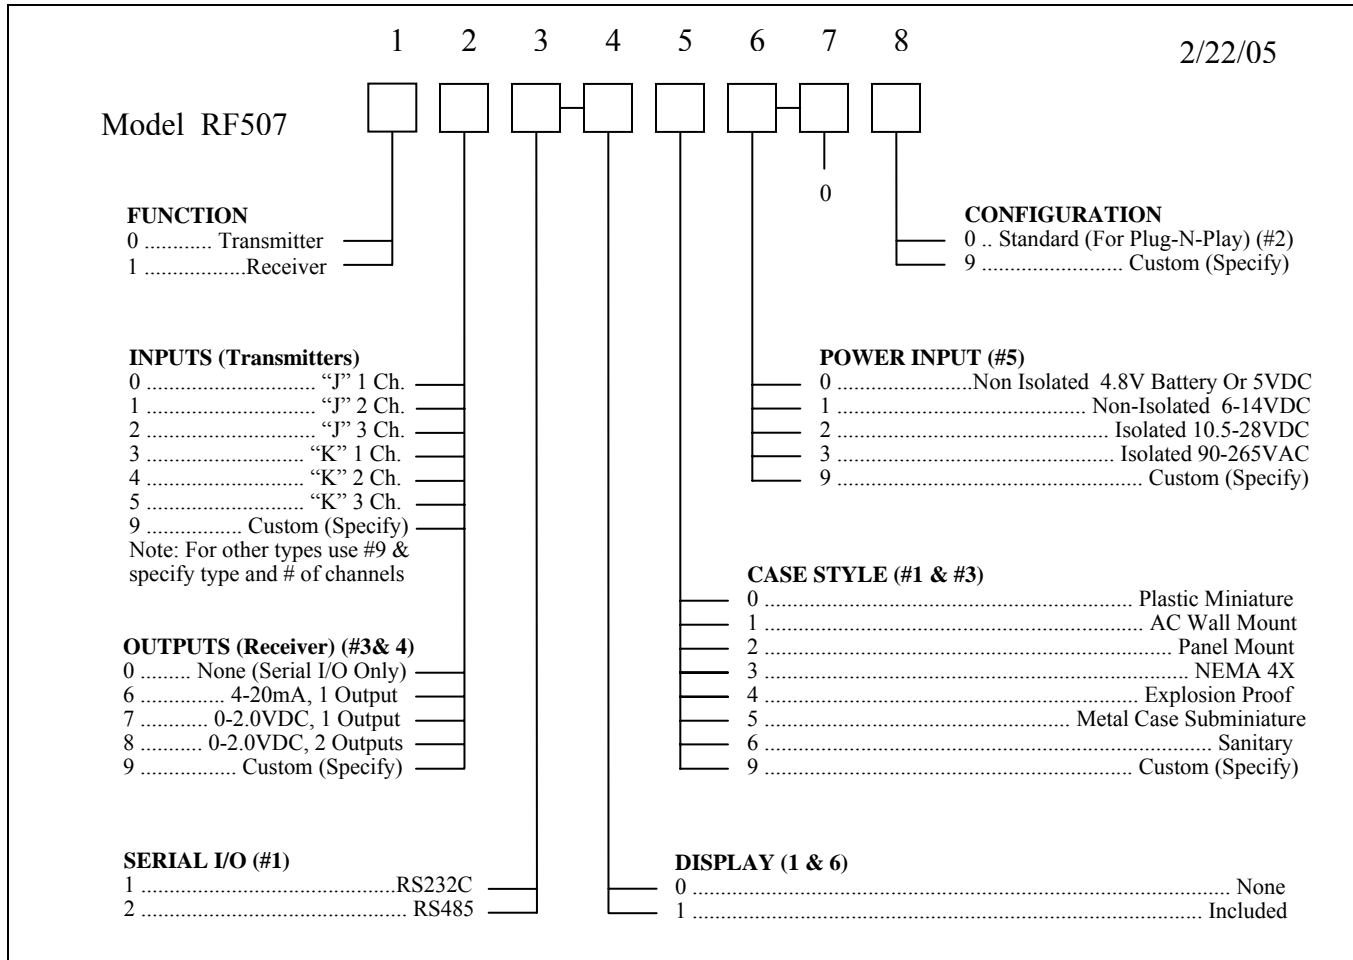 1 2 3 4 5 6 7 8
2/22/05
Model RF507
0
FUNCTION
0 ............ Transmitter
1 ..................Receiver
CONFIGURATION
0 .. Standard (For Plug-N-Play) (#2)
9 ......................... Custom (Specify)
INPUTS (Transmitters)
0 .............................. “J” 1 Ch.
1 .............................. “J” 2 Ch.
2 .............................. “J” 3 Ch.
3 ............................ “K” 1 Ch.
4 ............................ “K” 2 Ch.
5 ............................ “K” 3 Ch.
9 ................. Custom (Specify)
Note: For other types use #9 &
specify type and # of channels
POWER INPUT (#5)
0 ........................Non Isolated 4.8V Battery Or 5VDC
1 ............................................ Non-Isolated 6-14VDC
2 ................................................ Isolated 10.5-28VDC
3 ................................................. Isolated 90-265VAC
9 ...................................................... Custom (Specify)
OUTPUTS (Receiver) (#3& 4)
0 ......... None (Serial I/O Only)
6 ............... 4-20mA, 1 Output
7 ............ 0-2.0VDC, 1 Output
8 ........... 0-2.0VDC, 2 Outputs
9 ................. Custom (Specify)
CASE STYLE (#1 & #3)
0 .................................................................. Plastic Miniature
1 .................................................................... AC Wall Mount
2 ......................................................................... Panel Mount
3 ........................................................................... NEMA 4X
4 ................................................................... Explosion Proof
5 ....................................................... Metal Case Subminiature
6 ................................................................................ Sanitary
9 .................................................................. Custom (Specify)
SERIAL I/O (#1)
1 ..............................................RS232C
2 ................................................ RS485
DISPLAY (1 & 6)
0 ................................................................................................ None
1 ........................................................................................... Included